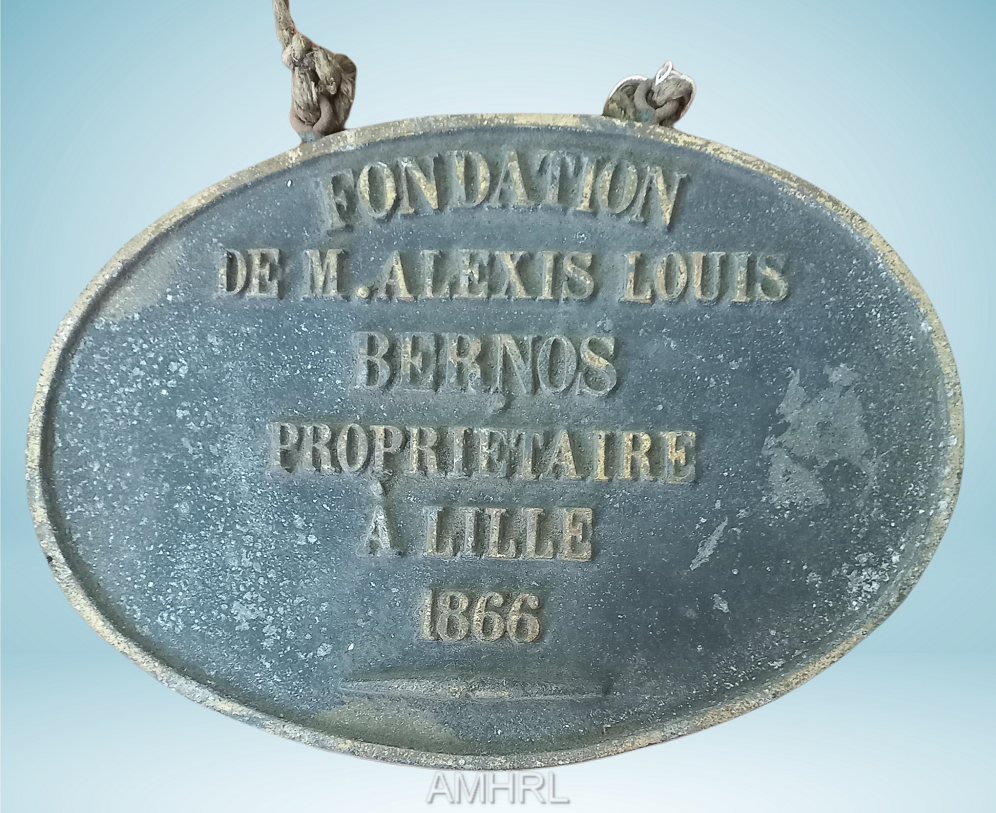 FONDATION
DE M. ALEXIS LOUIS
BERNOS
PROPRIETAIRE
À LILLE
1866
AMHRL